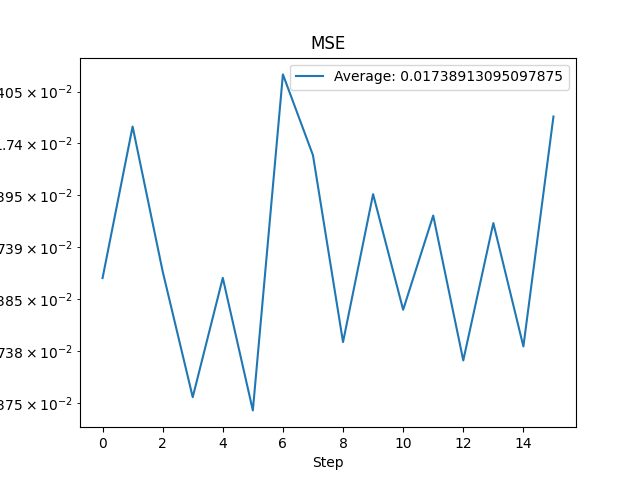 MSE
Average: 0.01738913095097875
405 × 10⁻²
1.74 × 10⁻²
395 × 10⁻²
739 × 10⁻²
385 × 10⁻²
738 × 10⁻²
375 × 10⁻²
0 2 4 6 8 10 12 14
Step